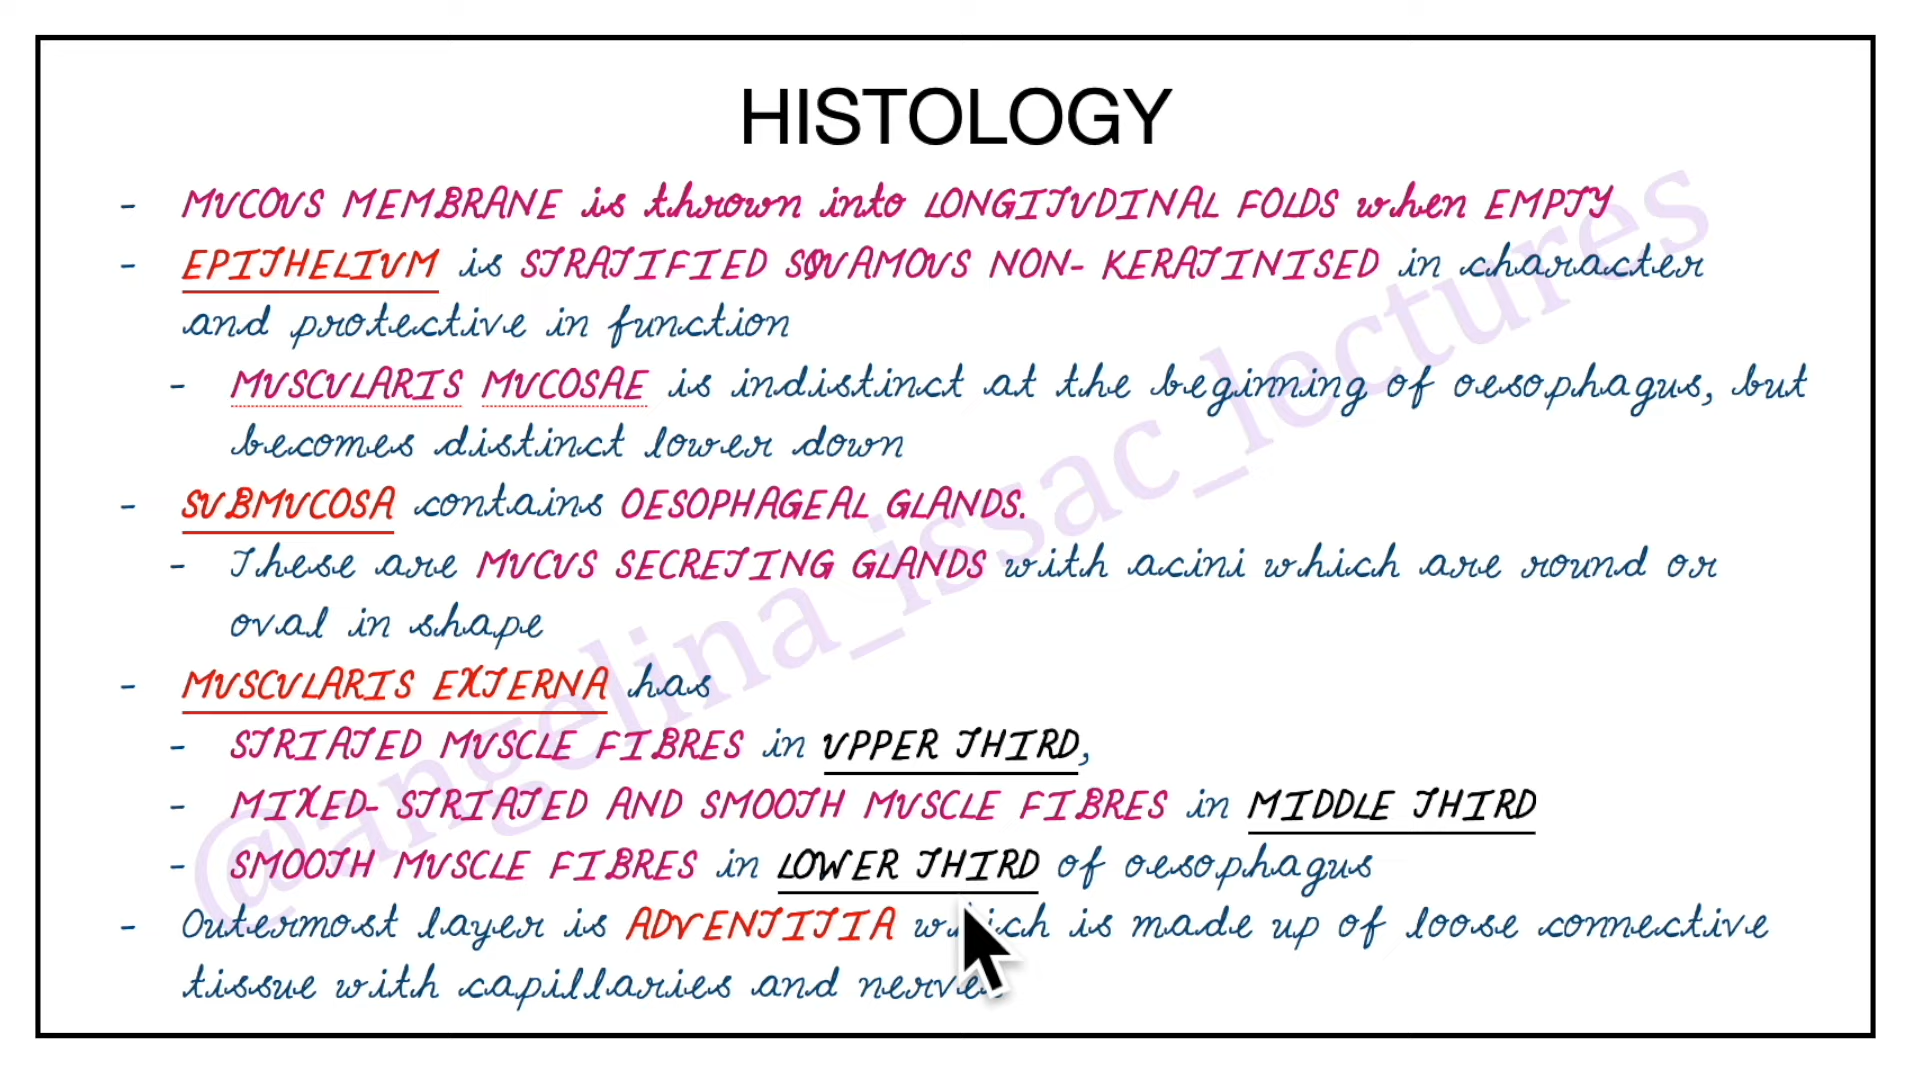 HISTOLOGY
- MUCOUS MEMBRANE is thrown into LONGITUDINAL FOLDS when EMPTY
- EPITHELIUM is STRATIFIED SQUAMOUS NON- KERATINISED in character
and protective in function
- MUSCULARIS MUCOSAE is indistinct at the beginning of oesophagus, but
becomes distinct lower down
- SUBMUCOSA contains OESOPHAGEAL GLANDS.
- These are MUCUS SECRETING GLANDS with acini which are round or
oval in shape
- MUSCULARIS EXTERNA has
- STRIATED MUSCLE FIBRES in UPPER THIRD,
- MIXED- STRIATED AND SMOOTH MUSCLE FIBRES in MIDDLE THIRD
- SMOOTH MUSCLE FIBRES in LOWER THIRD of oesophagus
- Outermost layer is ADVENTITIA which is made up of loose connective
tissue with capillaries and nerves
@angelina_issac_lectures